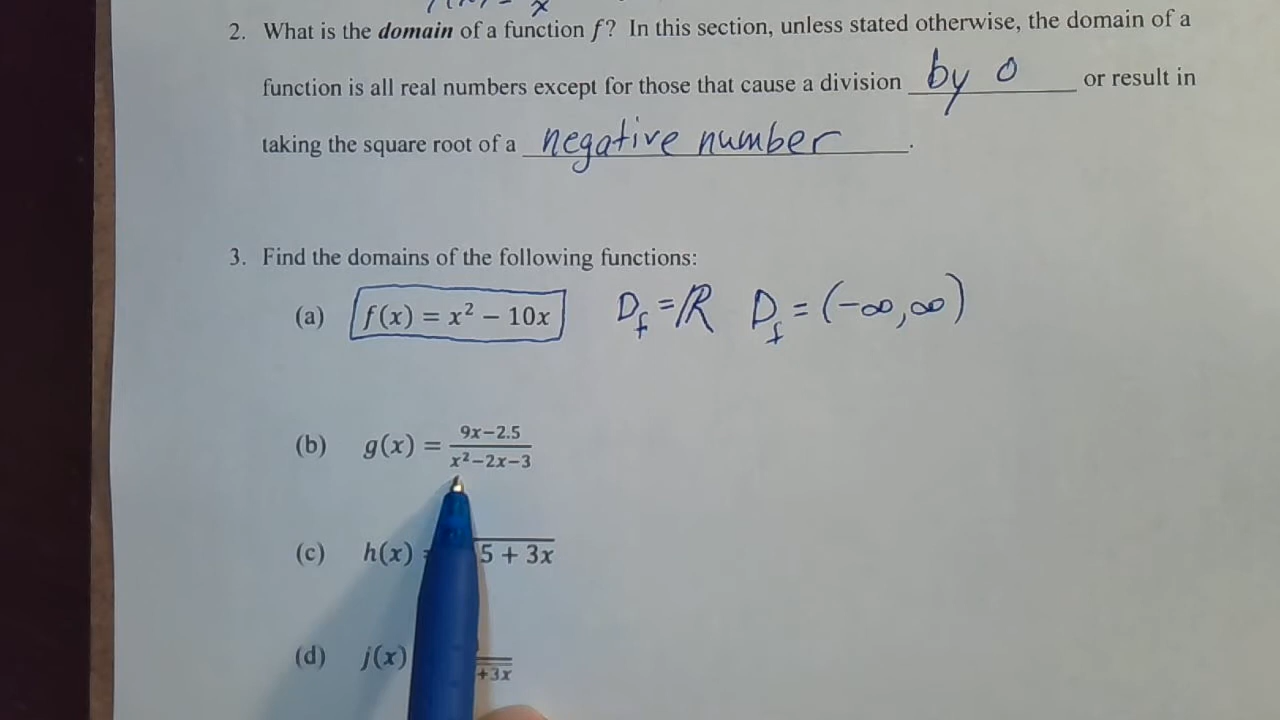 2. What is the domain of a function f? In this section, unless stated otherwise, the domain of a
function is all real numbers except for those that cause a division by 0 or result in
taking the square root of a negative number.
3. Find the domains of the following functions:
(a) f(x) = x² − 10x D_f = ℝ D_f = (-∞, ∞)
(b) g(x) = 9x−2.5 / x²−2x−3
(c) h(x) = 5 + 3x
(d) j(x) +3x